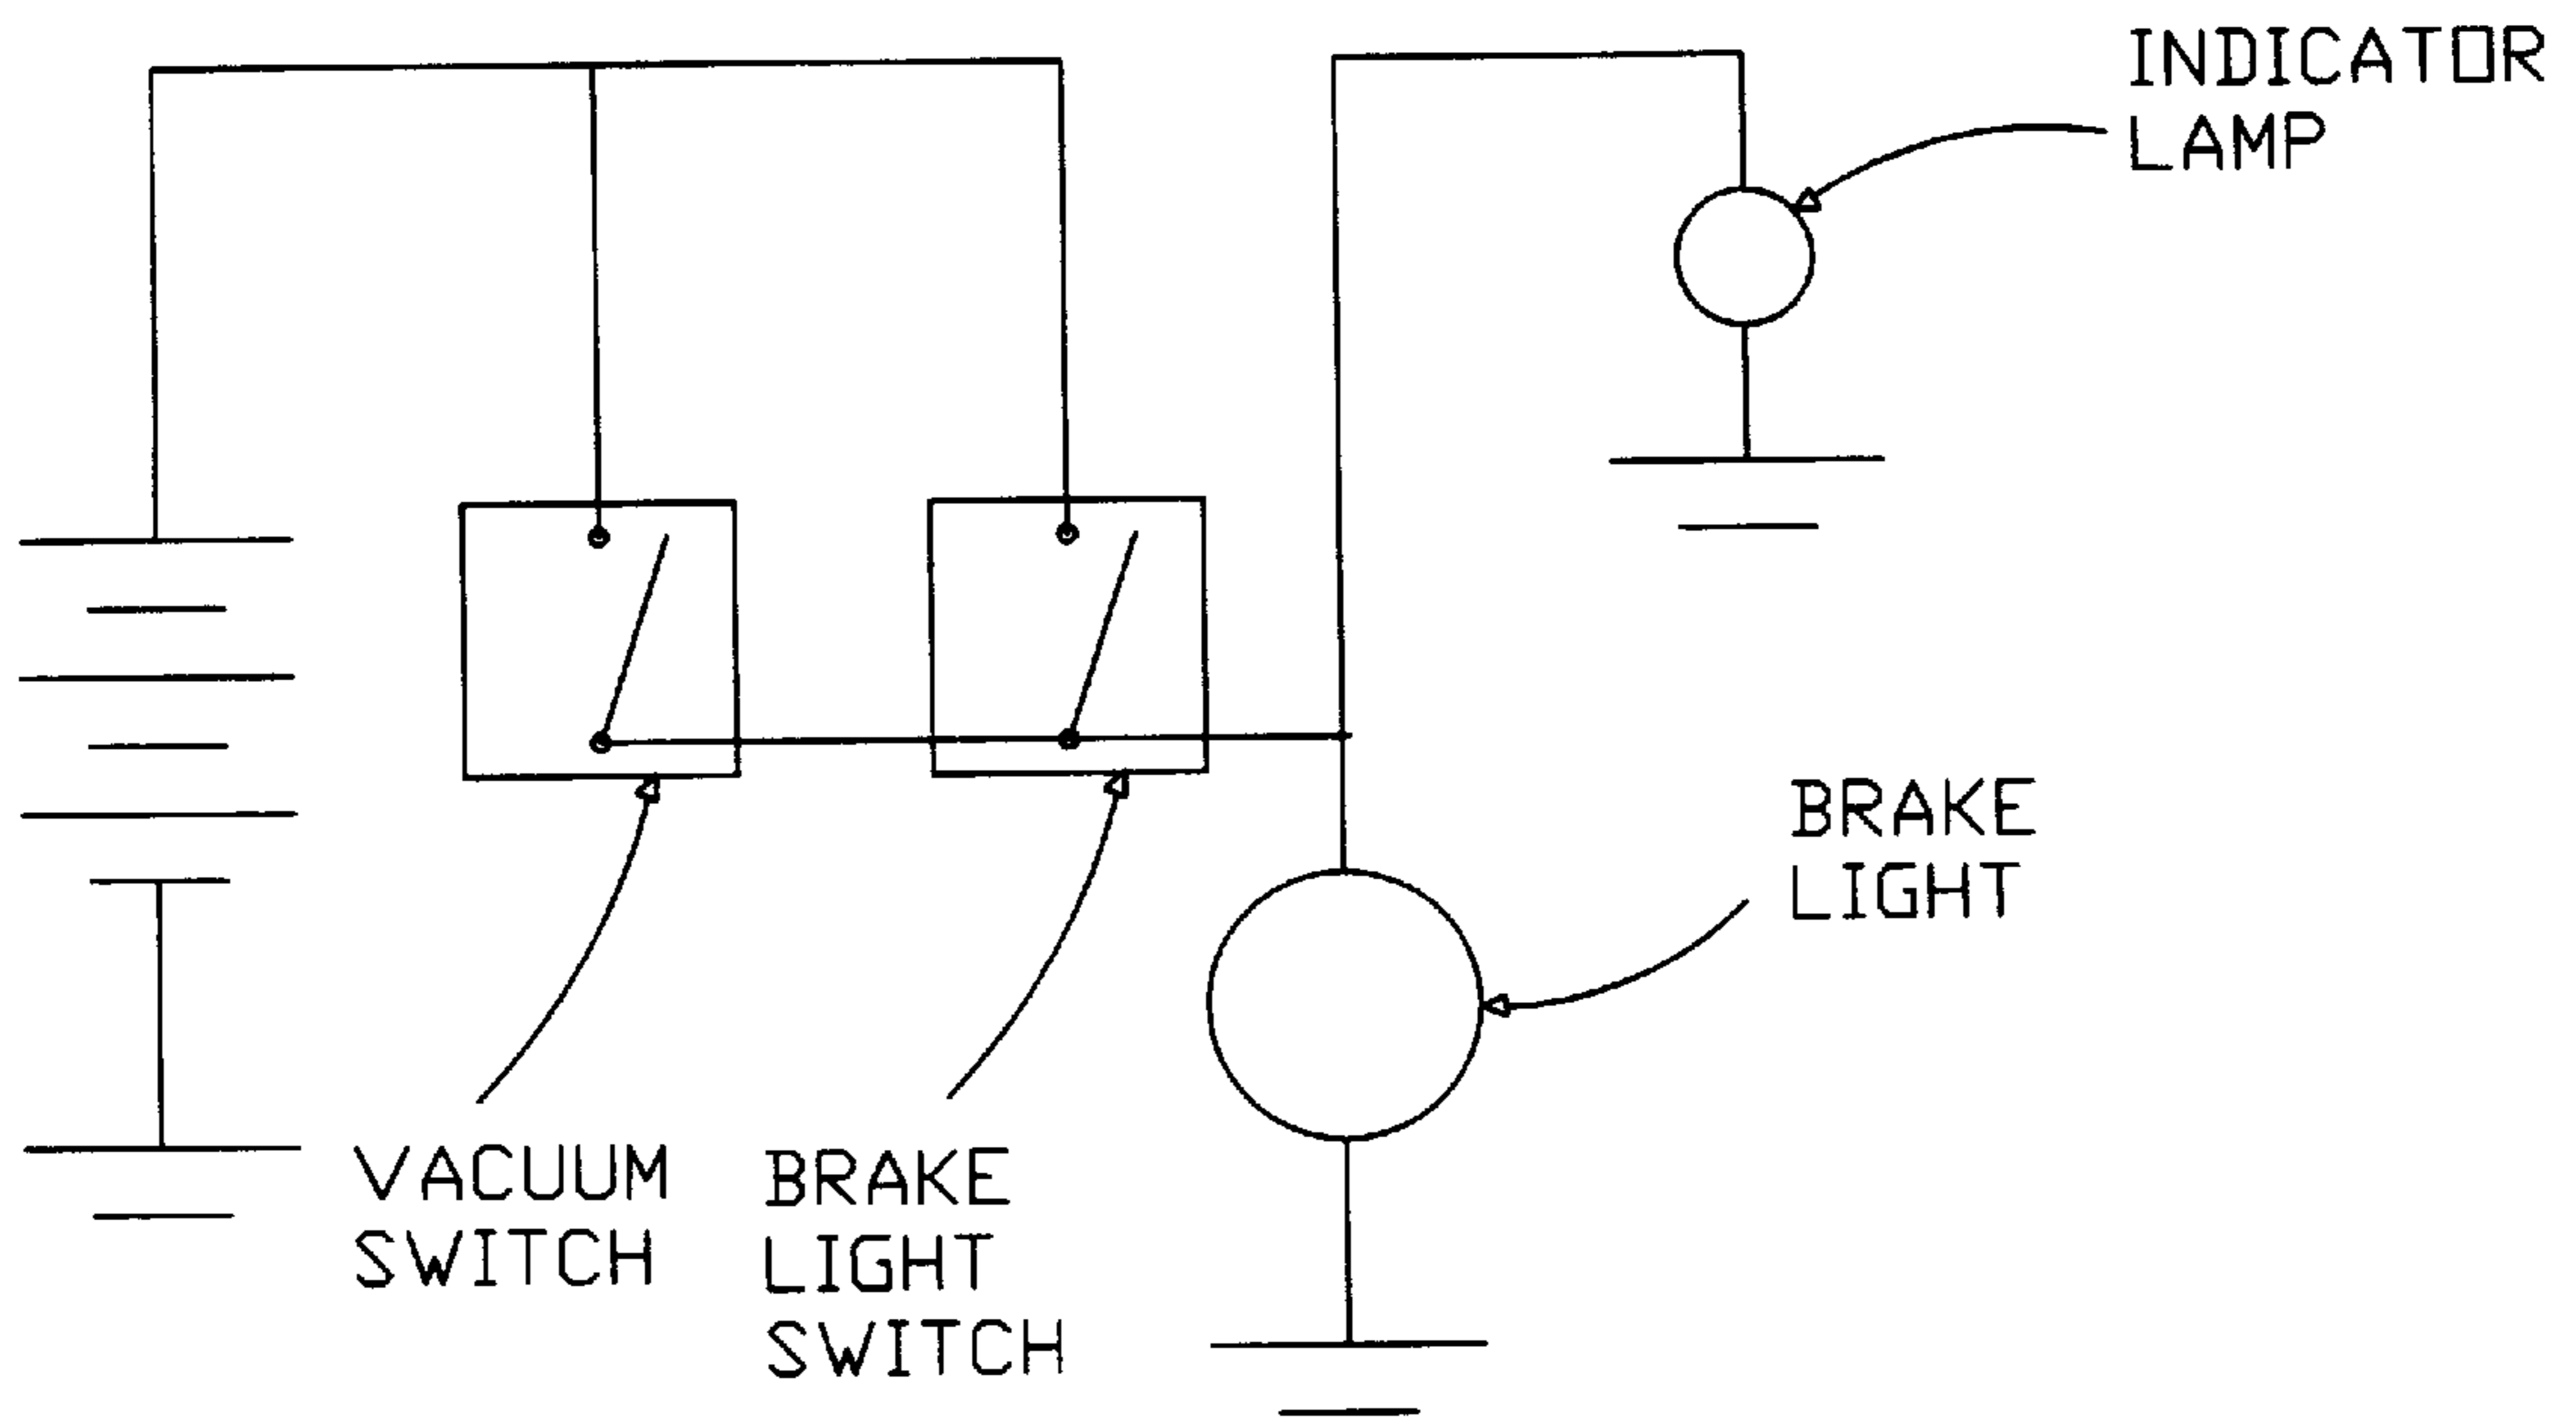 INDICATOR
LAMP
BRAKE
LIGHT
VACUUM
SWITCH
BRAKE
LIGHT
SWITCH